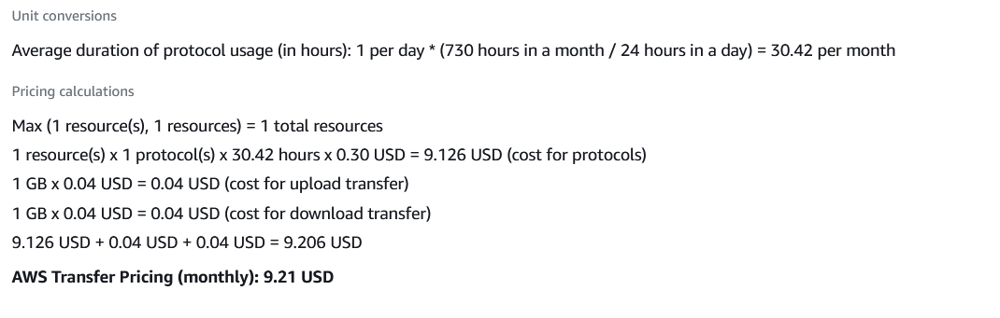 Unit conversions
Average duration of protocol usage (in hours): 1 per day * (730 hours in a month / 24 hours in a day) = 30.42 per month
Pricing calculations
Max (1 resource(s), 1 resources) = 1 total resources
1 resource(s) x 1 protocol(s) x 30.42 hours x 0.30 USD = 9.126 USD (cost for protocols)
1 GB x 0.04 USD = 0.04 USD (cost for upload transfer)
1 GB x 0.04 USD = 0.04 USD (cost for download transfer)
9.126 USD + 0.04 USD + 0.04 USD = 9.206 USD
AWS Transfer Pricing (monthly): 9.21 USD